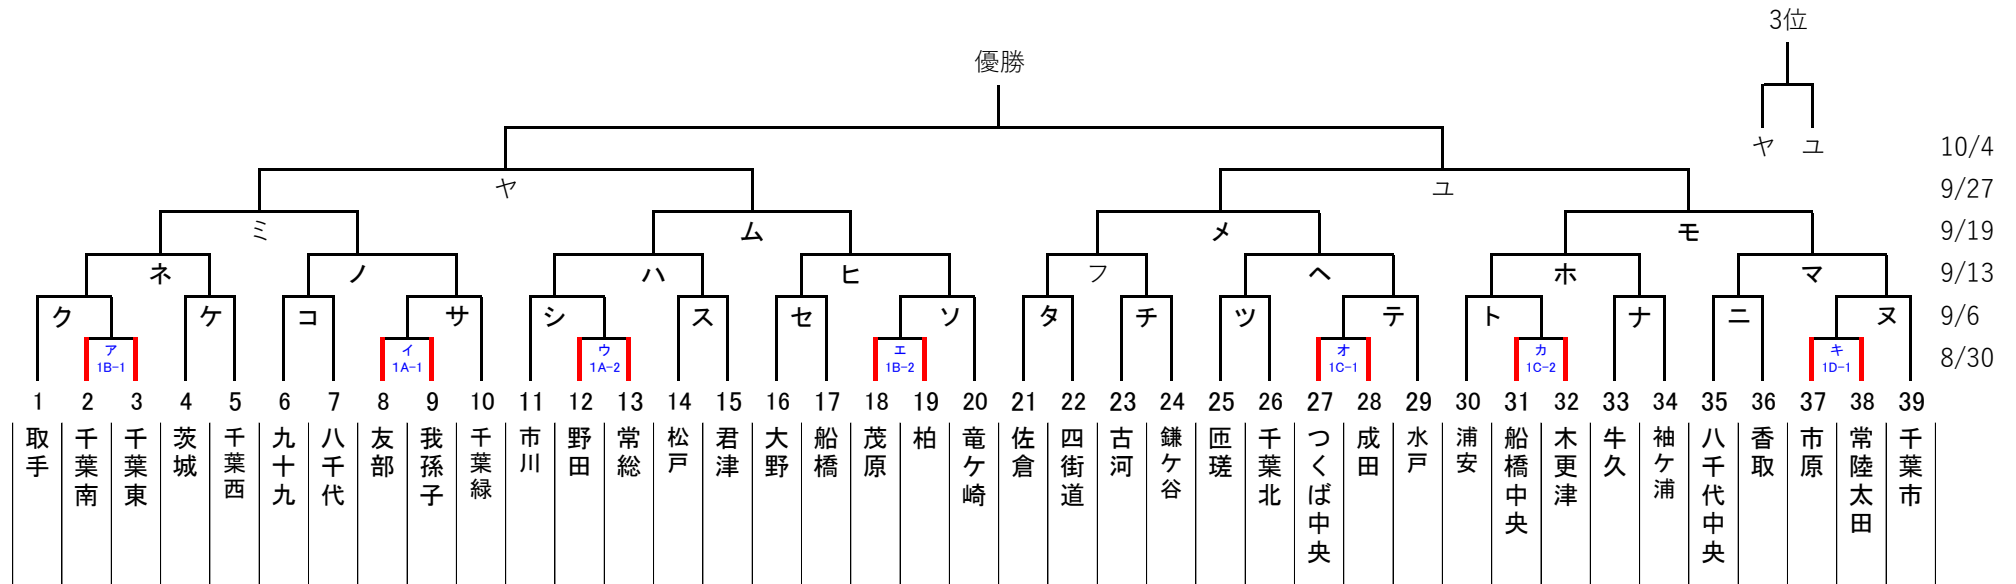 3位
優勝
ヤ ユ 10/4
ヤ ユ 9/27
ミ ム メ モ 9/19
ネ ノ ハ ヒ フ ヘ ホ マ 9/13
ク ケ コ サ シ ス セ ソ タ チ ツ テ ト ナ ニ ヌ 9/6
ア イ ウ エ オ カ キ 8/30
1B-1 1A-1 1A-2 1B-2 1C-1 1C-2 1D-1
1 2 3 4 5 6 7 8 9 10 11 12 13 14 15 16 17 18 19 20 21 22 23 24 25 26 27 28 29 30 31 32 33 34 35 36 37 38 39
取手
千葉南
千葉東
茨城
千葉西
九十九
八千代
友部
我孫子
千葉緑
市川
野田
常総
松戸
君津
大野
船橋
茂原
柏
竜ケ崎
佐倉
四街道
古河
鎌ケ谷
匝瑳
千葉北
つくば中央
成田
水戸
浦安
船橋中央
木更津
牛久
袖ケ浦
八千代中央
香取
市原
常陸太田
千葉市